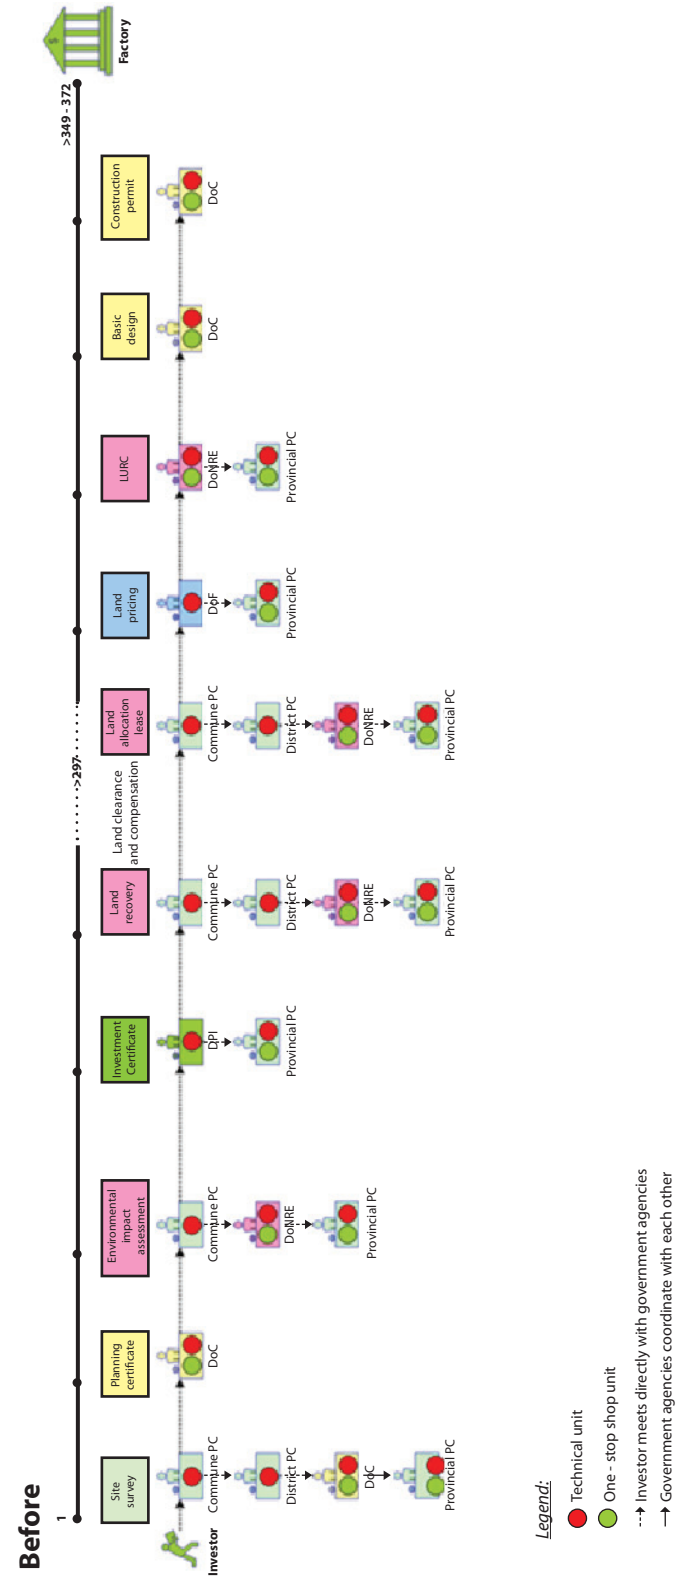 Before
1
>297
>349 - 372
Factory
Site
survey
Planning
certificate
Environmental
impact
assessment
Investment
Certificate
Land
recovery
Land clearance
and compensation
Land
allocation
lease
Land
pricing
LURC
Basic
design
Construction
permit
Investor
Commune PC
District PC
DoC
Provincial PC
DoC
Commune PC
DoNRE
Provincial PC
DPI
Provincial PC
Commune PC
District PC
DoNRE
Provincial PC
Commune PC
District PC
DoNRE
Provincial PC
DoF
Provincial PC
DoNRE
Provincial PC
DoC
DoC
Legend:
Technical unit
One - stop shop unit
Investor meets directly with government agencies
Government agencies coordinate with each other